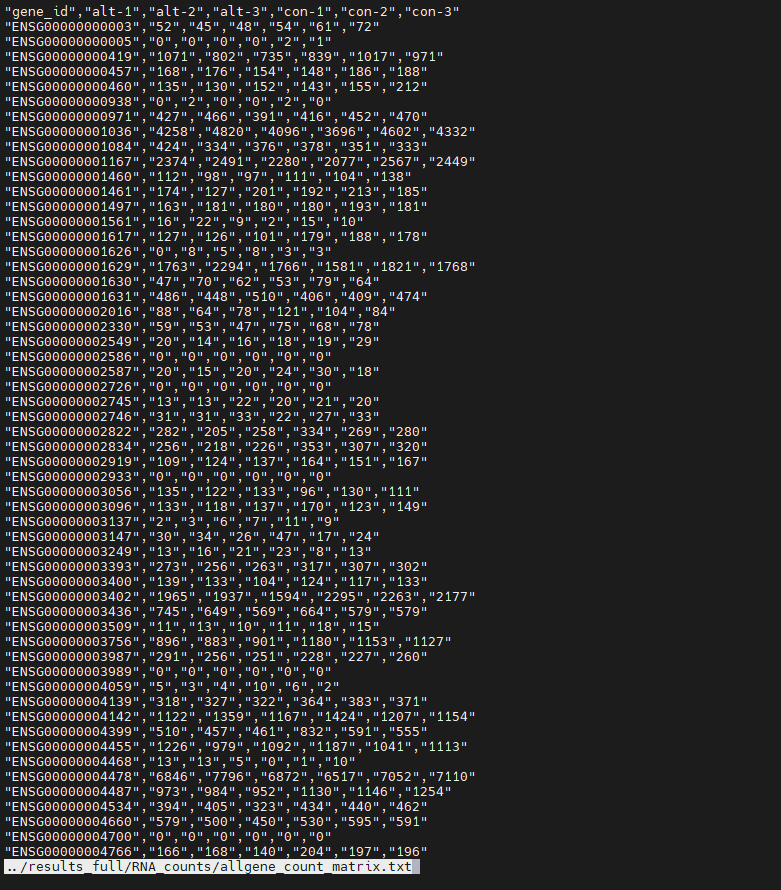 "gene_id","alt-1","alt-2","alt-3","con-1","con-2","con-3"
"ENSG00000000003","52","45","48","54","61","72"
"ENSG00000000005","0","0","0","0","2","1"
"ENSG00000000419","1071","802","735","839","1017","971"
"ENSG00000000457","168","176","154","148","186","188"
"ENSG00000000460","135","130","152","143","155","212"
"ENSG00000000938","0","2","0","0","2","0"
"ENSG00000000971","427","466","391","416","452","470"
"ENSG00000001036","4258","4820","4096","3696","4602","4332"
"ENSG00000001084","424","334","376","378","351","333"
"ENSG00000001167","2374","2491","2280","2077","2567","2449"
"ENSG00000001460","112","98","97","111","104","138"
"ENSG00000001461","174","127","201","192","213","185"
"ENSG00000001497","163","181","180","180","193","181"
"ENSG00000001561","16","22","9","2","15","10"
"ENSG00000001617","127","126","101","179","188","178"
"ENSG00000001626","0","8","5","8","3","3"
"ENSG00000001629","1763","2294","1766","1581","1821","1768"
"ENSG00000001630","47","70","62","53","79","64"
"ENSG00000001631","486","448","510","406","409","474"
"ENSG00000002016","88","64","78","121","104","84"
"ENSG00000002330","59","53","47","75","68","78"
"ENSG00000002549","20","14","16","18","19","29"
"ENSG00000002586","0","0","0","0","0","0"
"ENSG00000002587","20","15","20","24","30","18"
"ENSG00000002726","0","0","0","0","0","0"
"ENSG00000002745","13","13","22","20","21","20"
"ENSG00000002746","31","31","33","22","27","33"
"ENSG00000002822","282","205","258","334","269","280"
"ENSG00000002834","256","218","226","353","307","320"
"ENSG00000002919","109","124","137","164","151","167"
"ENSG00000002933","0","0","0","0","0","0"
"ENSG00000003056","135","122","133","96","130","111"
"ENSG00000003096","133","118","137","170","123","149"
"ENSG00000003137","2","3","6","7","11","9"
"ENSG00000003147","30","34","26","47","17","24"
"ENSG00000003249","13","16","21","23","8","13"
"ENSG00000003393","273","256","263","317","307","302"
"ENSG00000003400","139","133","104","124","117","133"
"ENSG00000003402","1965","1937","1594","2295","2263","2177"
"ENSG00000003436","745","649","569","664","579","579"
"ENSG00000003509","11","13","10","11","18","15"
"ENSG00000003756","896","883","901","1180","1153","1127"
"ENSG00000003987","291","256","251","228","227","260"
"ENSG00000003989","0","0","0","0","0","0"
"ENSG00000004059","5","3","4","10","6","2"
"ENSG00000004139","318","327","322","364","383","371"
"ENSG00000004142","1122","1359","1167","1424","1207","1154"
"ENSG00000004399","510","457","461","832","591","555"
"ENSG00000004455","1226","979","1092","1187","1041","1113"
"ENSG00000004468","13","13","5","0","1","10"
"ENSG00000004478","6846","7796","6872","6517","7052","7110"
"ENSG00000004487","973","984","952","1130","1146","1254"
"ENSG00000004534","394","405","323","434","440","462"
"ENSG00000004660","579","500","450","530","595","591"
"ENSG00000004700","0","0","0","0","0","0"
"ENSG00000004766","166","168","140","204","197","196"
../results_full/RNA_counts/allgene_count_matrix.txt